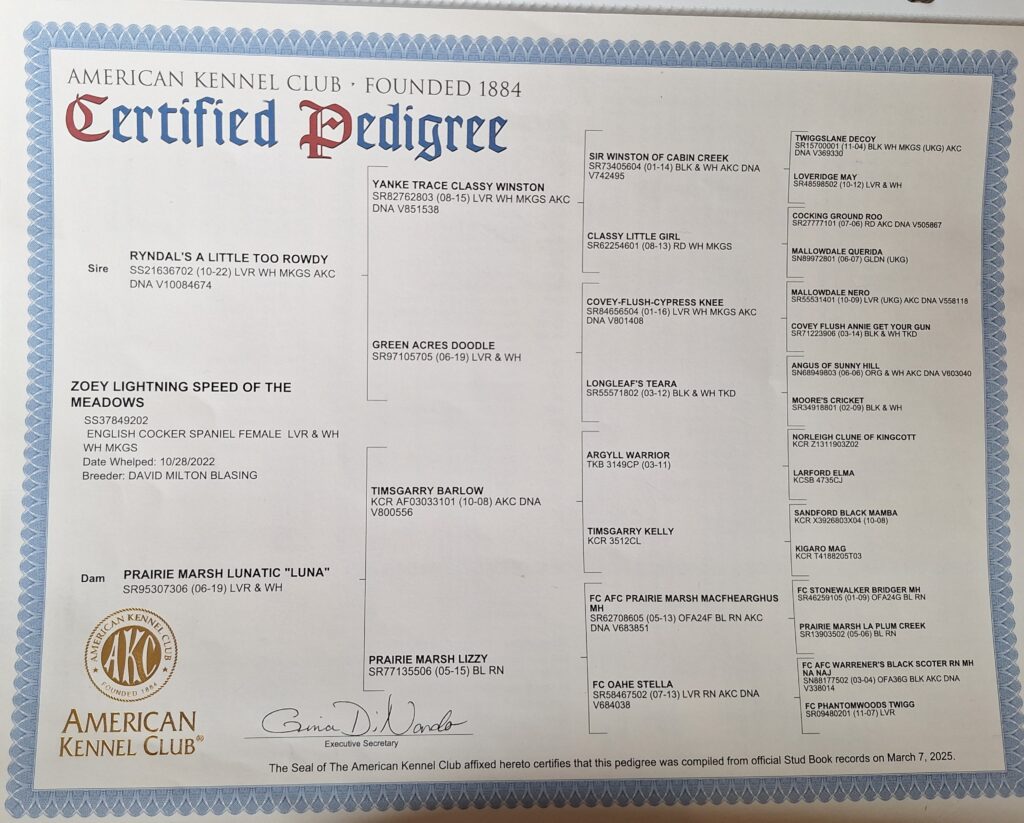 AMERICAN KENNEL CLUB · FOUNDED 1884
Certified Pedigree
Sire
RYNDAL'S A LITTLE TOO ROWDY
SS21636702 (10-22) LVR WH MKGS AKC
DNA V10084674
ZOEY LIGHTNING SPEED OF THE
MEADOWS
SS37849202
ENGLISH COCKER SPANIEL FEMALE LVR & WH
WH MKGS
Date Whelped: 10/28/2022
Breeder: DAVID MILTON BLASING
Dam
PRAIRIE MARSH LUNATIC "LUNA"
SR95307306 (06-19) LVR & WH
YANKE TRACE CLASSY WINSTON
SR82762803 (08-15) LVR WH MKGS AKC
DNA V851538
GREEN ACRES DOODLE
SR97105705 (06-19) LVR & WH
TIMSGARRY BARLOW
KCR AF03033101 (10-08) AKC DNA
V800556
PRAIRIE MARSH LIZZY
SR77135506 (05-15) BL RN
SIR WINSTON OF CABIN CREEK
SR73405604 (01-14) BLK & WH AKC DNA
V742495
CLASSY LITTLE GIRL
SR62254601 (08-13) RD WH MKGS
COVEY-FLUSH-CYPRESS KNEE
SR84656504 (01-16) LVR WH MKGS AKC
DNA V801408
LONGLEAF'S TEARA
SR55571802 (03-12) BLK & WH TKD
ARGYLL WARRIOR
TKB 3149CP (03-11)
TIMSGARRY KELLY
KCR 3512CL
FC AFC PRAIRIE MARSH MACFHEARGHUS
MH
SR62708605 (05-13) OFA24F BL RN AKC
DNA V683851
FC OAHE STELLA
SR58467502 (07-13) LVR RN AKC DNA
V684038
TWIGGSLANE DECOY
SR15700001 (11-04) BLK WH MKGS (UKG) AKC
DNA V369330
LOVERIDGE MAY
SR48598502 (10-12) LVR & WH
COCKING GROUND ROO
SR27777101 (07-06) RD AKC DNA V505867
MALLOWDALE QUERIDA
SN89972801 (06-07) GLDN (UKG)
MALLOWDALE NERO
SR55531401 (10-09) LVR (UKG) AKC DNA V558118
COVEY FLUSH ANNIE GET YOUR GUN
SR71223906 (03-14) BLK & WH TKD
ANGUS OF SUNNY HILL
SN68949803 (06-06) ORG & WH AKC DNA V603040
MOORE'S CRICKET
SR34918801 (02-09) BLK & WH
NORLEIGH CLUNE OF KINGCOTT
KCR Z1311903Z02
LARFORD ELMA
KCSB 4735CJ
SANDFORD BLACK MAMBA
KCR X3926803X04 (10-08)
KIGARO MAG
KCR T4188205T03
FC STONEWALKER BRIDGER MH
SR46259105 (01-09) OFA24G BL RN
PRAIRIE MARSH LA PLUM CREEK
SR13903502 (05-06) BL RN
FC AFC WARRENER'S BLACK SCOTER RN MH
NA NAJ
SN88177502 (03-04) OFA36G BLK AKC DNA
V338014
FC PHANTOMWOODS TWIGG
SR09480201 (11-07) LVR
AMERICAN KENNEL CLUB
AKC
FOUNDED 1884
AMERICAN
KENNEL CLUB®
Gina DiNardo
Executive Secretary
The Seal of The American Kennel Club affixed hereto certifies that this pedigree was compiled from official Stud Book records on March 7, 2025.